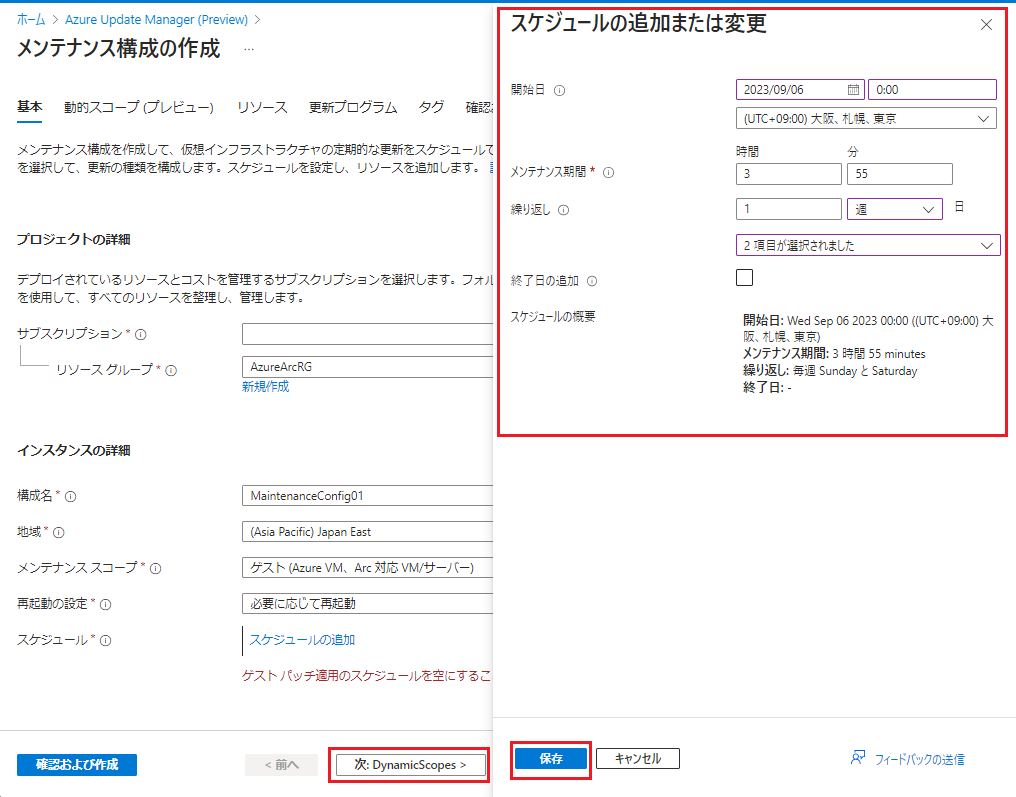 ホーム > Azure Update Manager (Preview) >
メンテナンス構成の作成 ...
基本 動的スコープ (プレビュー) リソース 更新プログラム タグ 確認
メンテナンス構成を作成して、仮想インフラストラクチャの定期的な更新をスケジュールして
を選択して、更新の種類を構成します。スケジュールを設定し、リソースを追加します。
プロジェクトの詳細
デプロイされているリソースとコストを管理するサブスクリプションを選択します。フォル
を使用して、すべてのリソースを整理し、管理します。
サブスクリプション *
リソース グループ * AzureArcRG
新規作成
インスタンスの詳細
構成名 * MaintenanceConfig01
地域 * (Asia Pacific) Japan East
メンテナンス スコープ * ゲスト (Azure VM、Arc 対応 VM/サーバー)
再起動の設定 * 必要に応じて再起動
スケジュール * スケジュールの追加
ゲスト パッチ適用のスケジュールを空にするこ
確認および作成 < 前へ 次: DynamicScopes >
スケジュールの追加または変更
開始日 2023/09/06 0:00
(UTC+09:00) 大阪、札幌、東京
時間 分
メンテナンス期間 * 3 55
繰り返し 1 週 日
2 項目が選択されました
終了日の追加
スケジュールの概要
開始日: Wed Sep 06 2023 00:00 ((UTC+09:00) 大
阪、札幌、東京)
メンテナンス期間: 3 時間 55 minutes
繰り返し: 毎週 Sunday と Saturday
終了日: -
保存 キャンセル フィードバックの送信